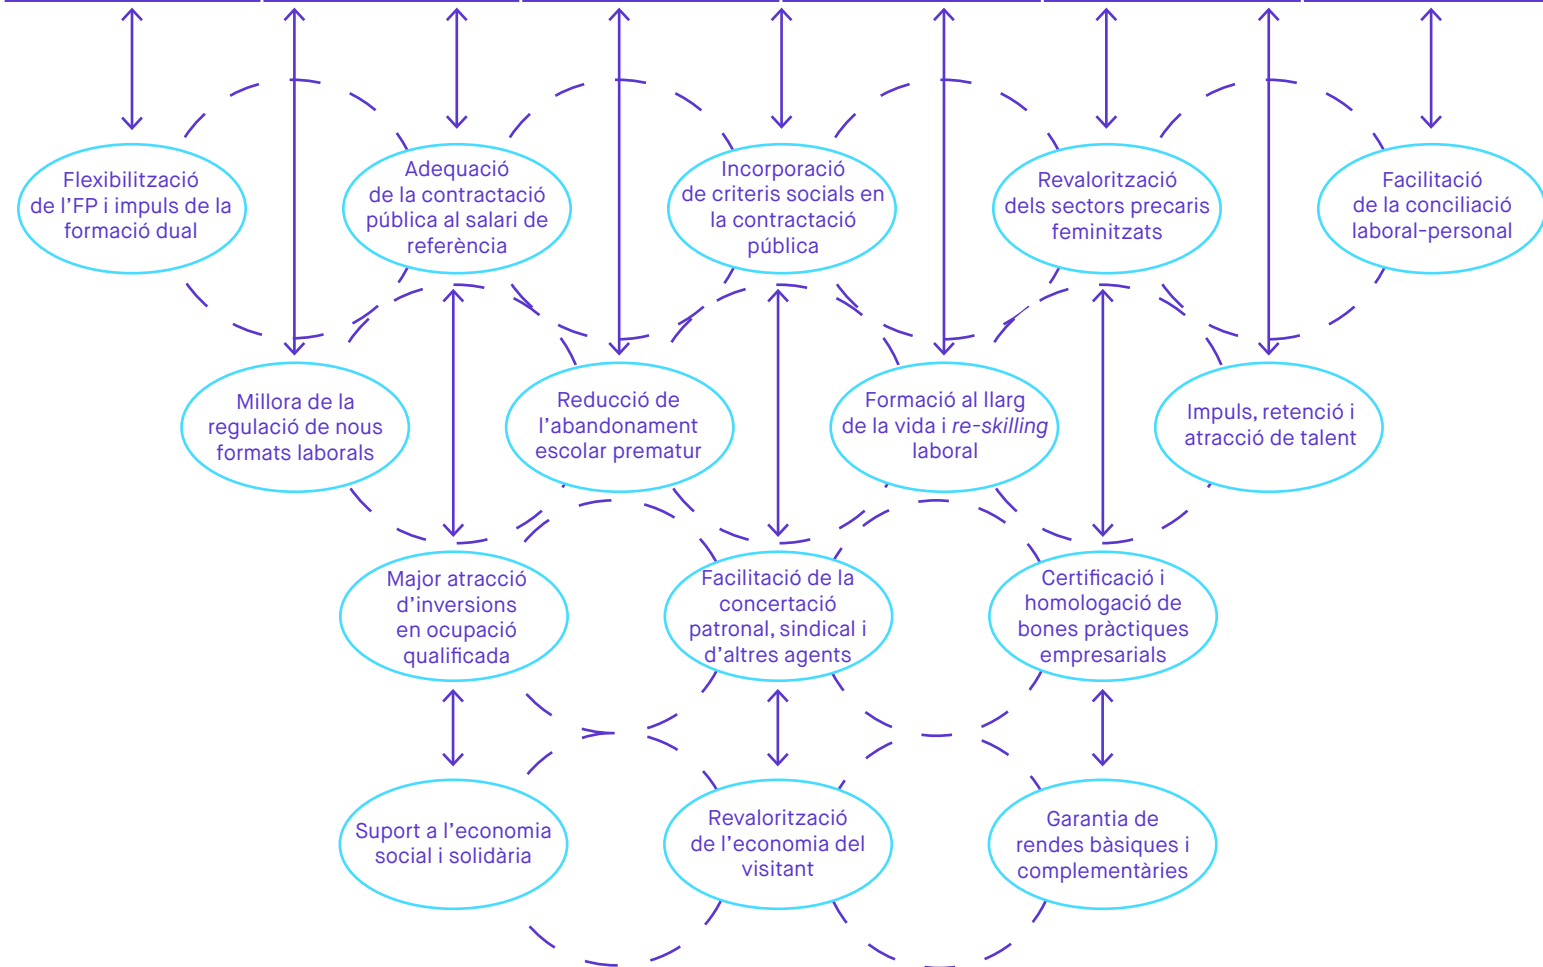 Flexibilització
de l’FP i impuls de la
formació dual
Adequació
de la contractació
pública al salari de
referència
Incorporació
de criteris socials en
la contractació
pública
Revalorització
dels sectors precaris
feminitzats
Facilitació
de la conciliació
laboral-personal
Millora de la
regulació de nous
formats laborals
Reducció de
l’abandonament
escolar prematur
Formació al llarg
de la vida i re-skilling
laboral
Impuls, retenció i
atracció de talent
Major atracció
d’inversions
en ocupació
qualificada
Facilitació de la
concertació
patronal, sindical i
d’altres agents
Certificació i
homologació de
bones pràctiques
empresarials
Suport a l’economia
social i solidària
Revalorització
de l’economia del
visitant
Garantia de
rendes bàsiques i
complementàries